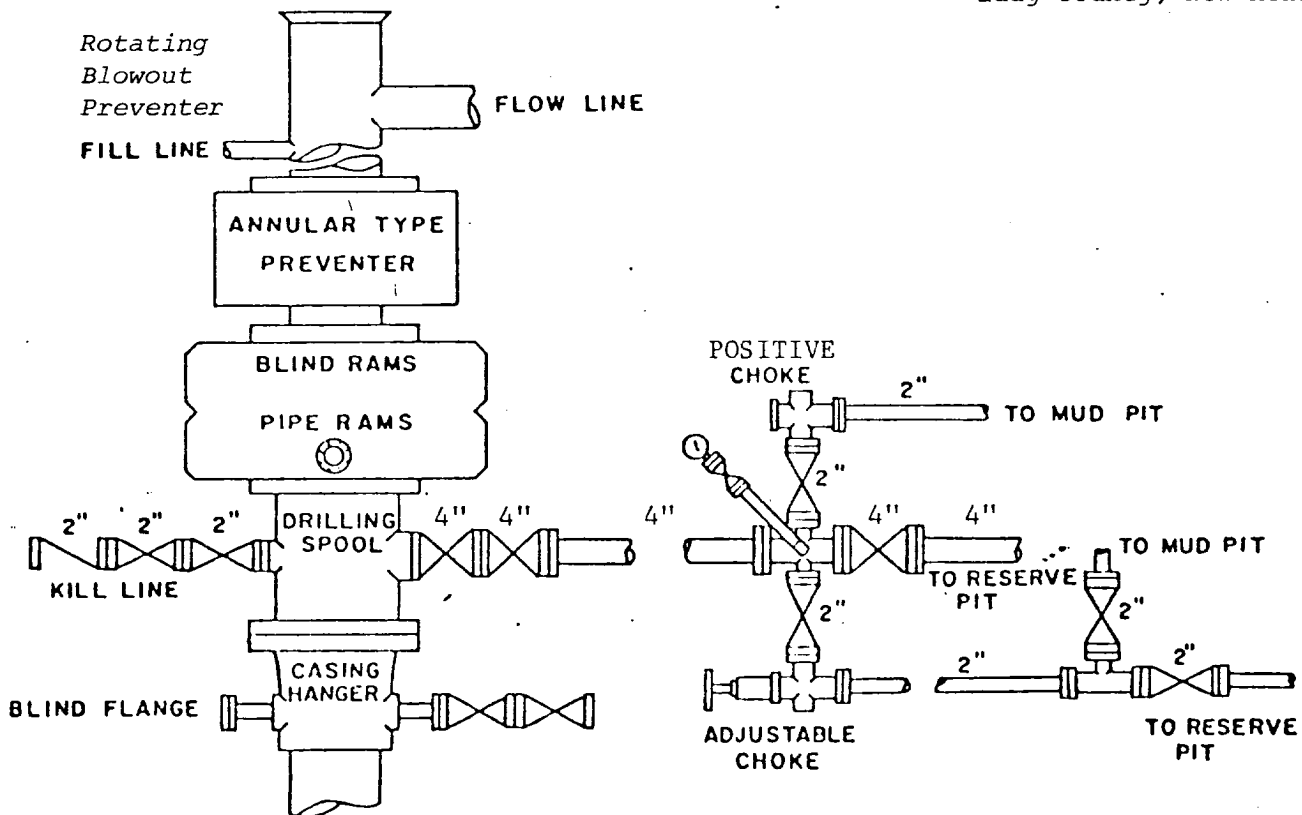 Rotating
Blowout
Preventer
FLOW LINE
FILL LINE
ANNULAR TYPE
PREVENTER
BLIND RAMS
PIPE RAMS
POSITIVE
CHOKE
2"
TO MUD PIT
2"
2" 2" 2"
DRILLING
SPOOL
4" 4" 4"
4" 4"
KILL LINE
TO RESERVE
PIT
TO MUD PIT
2"
2"
CASING
HANGER
BLIND FLANGE
2"
2"
ADJUSTABLE
CHOKE
TO RESERVE
PIT